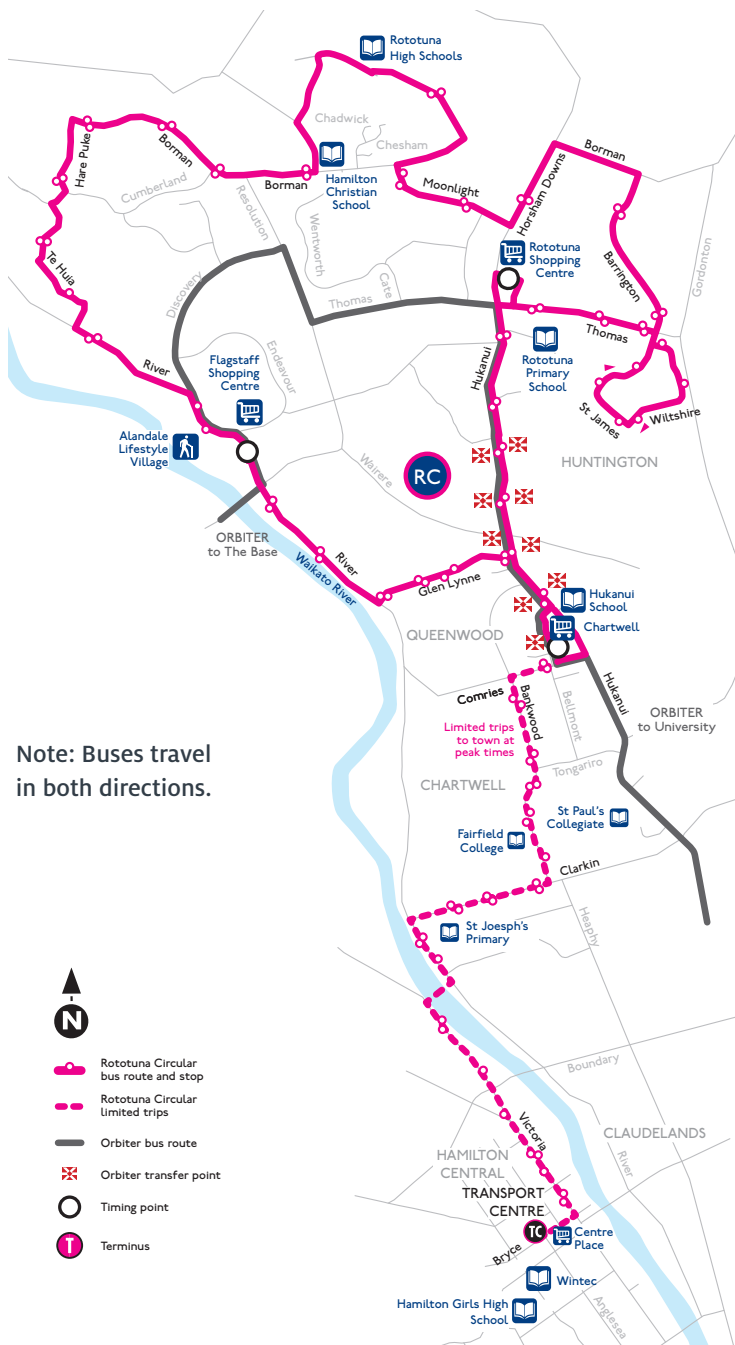 Rototuna
High Schools
Chadwick
Chesham
Hare Puke
Borman
Cumberland
Borman
Hamilton
Christian
School
Moonlight
Horsham Downs
Borman
Resolution
Wentworth
Rototuna
Shopping
Centre
Gordonton
Te Huia
Discovery
Cate
Thomas
Barrington
Thomas
River
Flagstaff
Shopping
Centre
Endeavour
Hukanui
Rototuna
Primary
School
St James
Wiltshire
Alandale
Lifestyle
Village
Wairere
RC
HUNTINGTON
ORBITER
to The Base
Waikato River
River
Glen Lynne
Hukanui
School
Chartwell
QUEENWOOD
Comries
Bankwood
Bellmont
Hukanui
ORBITER
to University
Limited trips
to town at
peak times
Note: Buses travel
in both directions.
Tongariro
CHARTWELL
St Paul's
Collegiate
Fairfield
College
Clarkin
St Joesph's
Primary
Heaphy
N
Rototuna Circular
bus route and stop
Rototuna Circular
limited trips
Orbiter bus route
Orbiter transfer point
Timing point
T
Terminus
Boundary
Victoria
CLAUDELANDS
HAMILTON
CENTRAL
River
TRANSPORT
CENTRE
TC
Centre
Place
Bryce
Wintec
Hamilton Girls High
School
Anglesea